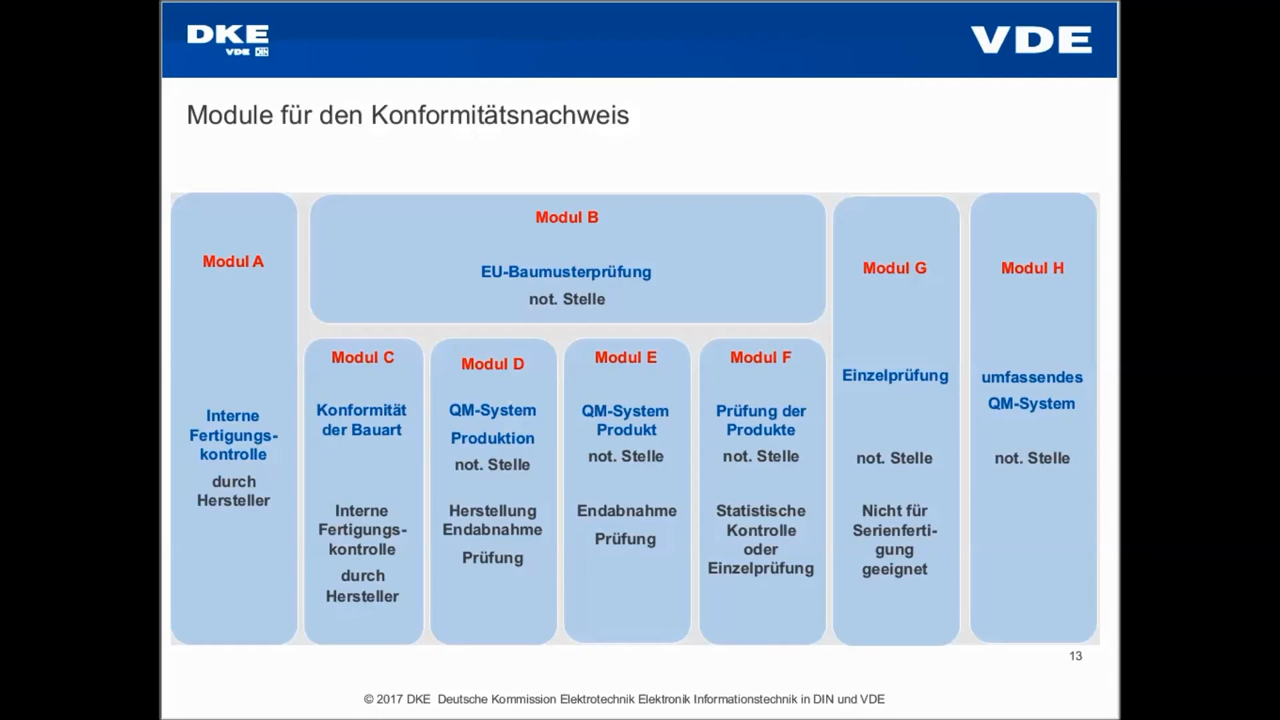 DKE
VDE DIN
VDE
Module für den Konformitätsnachweis
Modul A
Interne
Fertigungs-
kontrolle
durch
Hersteller
Modul B
EU-Baumusterprüfung
not. Stelle
Modul C
Konformität
der Bauart
Interne
Fertigungs-
kontrolle
durch
Hersteller
Modul D
QM-System
Produktion
not. Stelle
Herstellung
Endabnahme
Prüfung
Modul E
QM-System
Produkt
not. Stelle
Endabnahme
Prüfung
Modul F
Prüfung der
Produkte
not. Stelle
Statistische
Kontrolle
oder
Einzelprüfung
Modul G
Einzelprüfung
not. Stelle
Nicht für
Serienferti-
gung
geeignet
Modul H
umfassendes
QM-System
not. Stelle
13
© 2017 DKE Deutsche Kommission Elektrotechnik Elektronik Informationstechnik in DIN und VDE